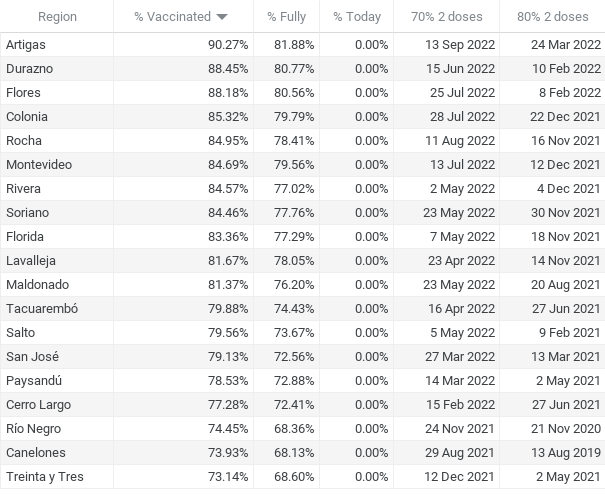 Region % Vaccinated % Fully % Today 70% 2 doses 80% 2 doses
Artigas 90.27% 81.88% 0.00% 13 Sep 2022 24 Mar 2022
Durazno 88.45% 80.77% 0.00% 15 Jun 2022 10 Feb 2022
Flores 88.18% 80.56% 0.00% 25 Jul 2022 8 Feb 2022
Colonia 85.32% 79.79% 0.00% 28 Jul 2022 22 Dec 2021
Rocha 84.95% 78.41% 0.00% 11 Aug 2022 16 Nov 2021
Montevideo 84.69% 79.56% 0.00% 13 Jul 2022 12 Dec 2021
Rivera 84.57% 77.02% 0.00% 2 May 2022 4 Dec 2021
Soriano 84.46% 77.76% 0.00% 23 May 2022 30 Nov 2021
Florida 83.36% 77.29% 0.00% 7 May 2022 18 Nov 2021
Lavalleja 81.67% 78.05% 0.00% 23 Apr 2022 14 Nov 2021
Maldonado 81.37% 76.20% 0.00% 23 May 2022 20 Aug 2021
Tacuarembó 79.88% 74.43% 0.00% 16 Apr 2022 27 Jun 2021
Salto 79.56% 73.67% 0.00% 5 May 2022 9 Feb 2021
San José 79.13% 72.56% 0.00% 27 Mar 2022 13 Mar 2021
Paysandú 78.53% 72.88% 0.00% 14 Mar 2022 2 May 2021
Cerro Largo 77.28% 72.41% 0.00% 15 Feb 2022 27 Jun 2021
Río Negro 74.45% 68.36% 0.00% 24 Nov 2021 21 Nov 2020
Canelones 73.93% 68.13% 0.00% 29 Aug 2021 13 Aug 2019
Treinta y Tres 73.14% 68.60% 0.00% 12 Dec 2021 2 May 2021